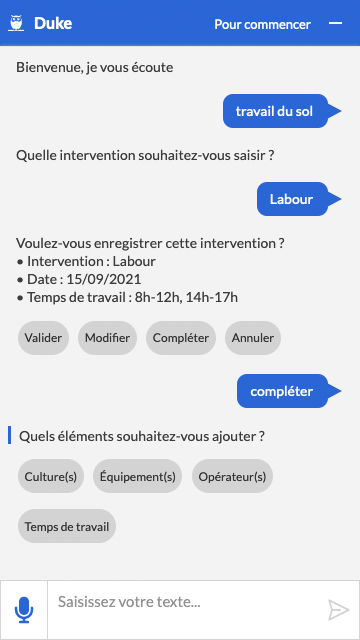 Duke
Pour commencer
Bienvenue, je vous écoute
travail du sol
Quelle intervention souhaitez-vous saisir ?
Labour
Voulez-vous enregistrer cette intervention ?
• Intervention : Labour
• Date : 15/09/2021
• Temps de travail : 8h-12h, 14h-17h
Valider Modifier Compléter Annuler
compléter
Quels éléments souhaitez-vous ajouter ?
Culture(s) Équipement(s) Opérateur(s)
Temps de travail
Saisissez votre texte...